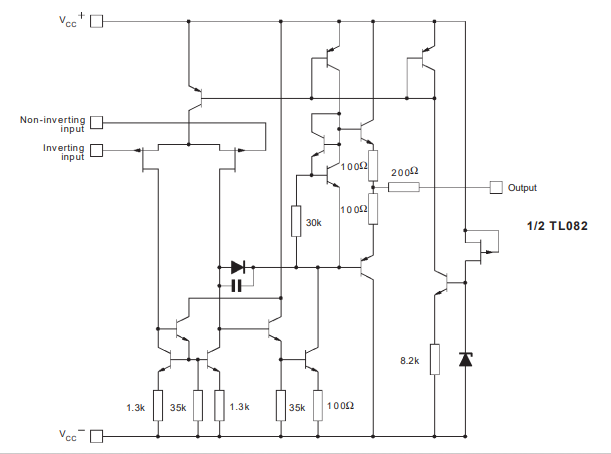 VCC+
Non-inverting
input
Inverting
input
100Ω
200Ω
Output
100Ω
30k
1/2 TL082
8.2k
1.3k
35k
1.3k
35k
100Ω
VCC−